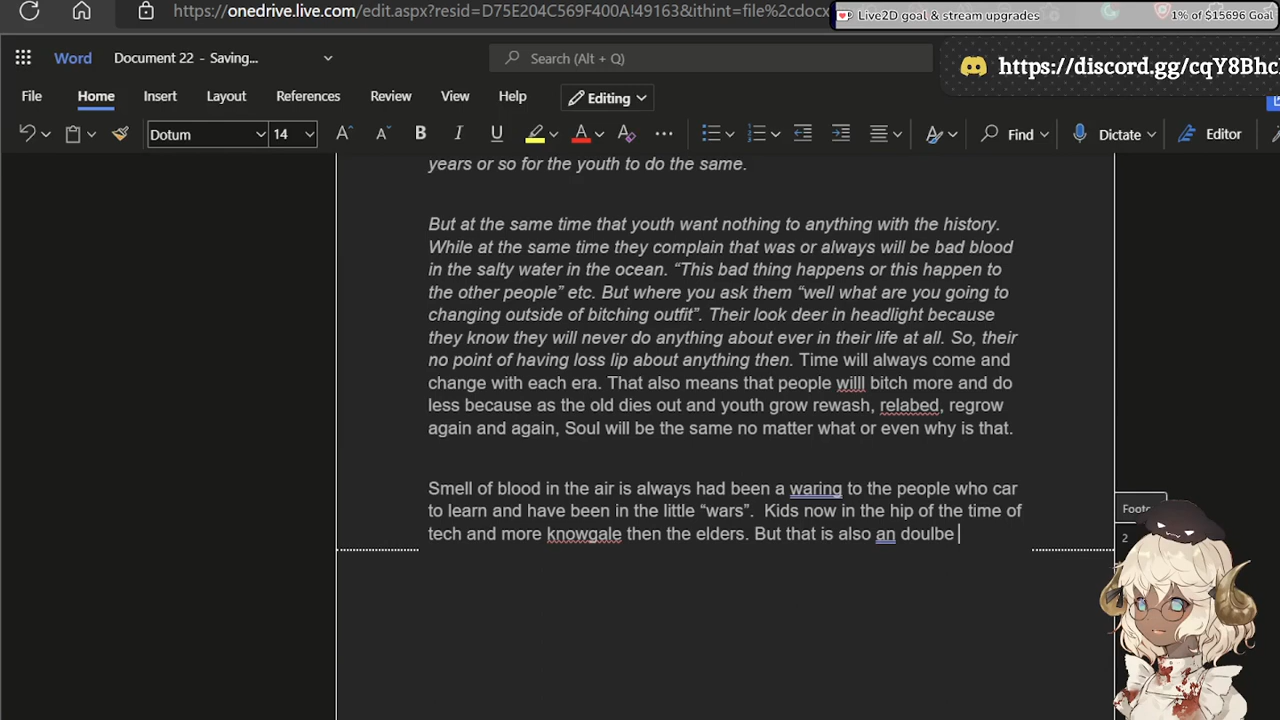 https://onedrive.live.com/edit.aspx?resid=D75E204C569F400A!49163&ithint=file%2cdocx
Live2D goal & stream upgrades 1% of $15696 Goal
Word Document 22 - Saving... Search (Alt + Q)
https://discord.gg/cqY8Bhc
File Home Insert Layout References Review View Help Editing
Dotum 14 A A B I U A A Find Dictate Editor
years or so for the youth to do the same.
But at the same time that youth want nothing to anything with the history.
While at the same time they complain that was or always will be bad blood
in the salty water in the ocean. “This bad thing happens or this happen to
the other people” etc. But where you ask them “well what are you going to
changing outside of bitching outfit”. Their look deer in headlight because
they know they will never do anything about ever in their life at all. So, their
no point of having loss lip about anything then. Time will always come and
change with each era. That also means that people willl bitch more and do
less because as the old dies out and youth grow rewash, relabed, regrow
again and again, Soul will be the same no matter what or even why is that.
Smell of blood in the air is always had been a waring to the people who car
to learn and have been in the little “wars”.  Kids now in the hip of the time of
tech and more knowgale then the elders. But that is also an doulbe
Foote
2